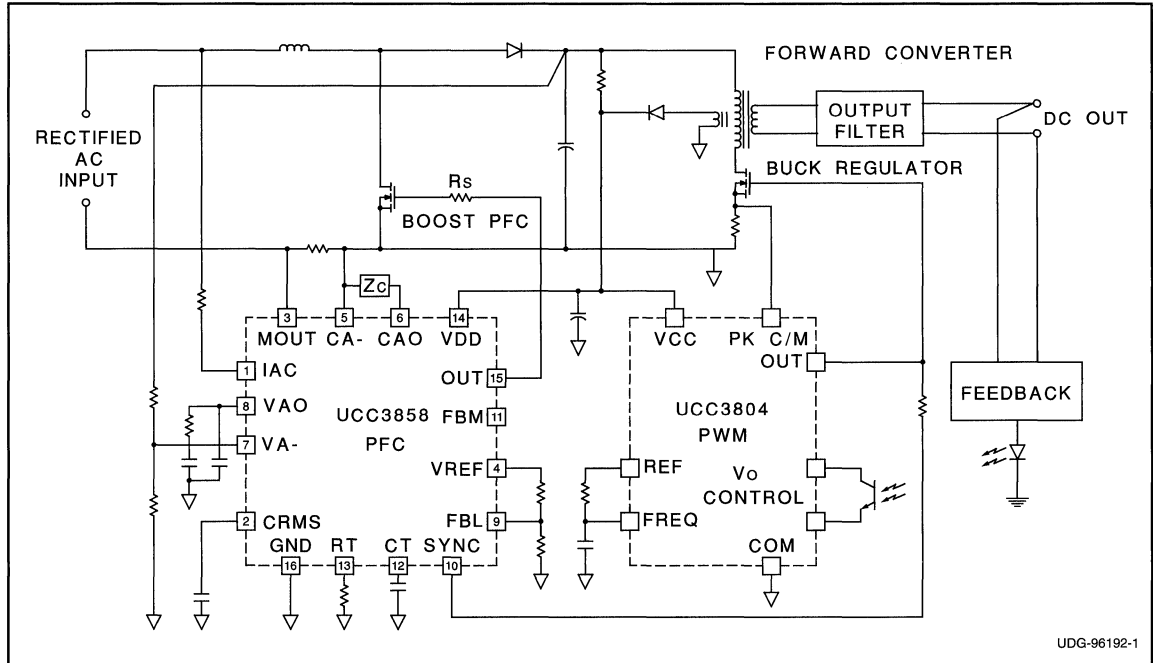 FORWARD CONVERTER
RECTIFIED
AC
INPUT
OUTPUT
FILTER
DC OUT
BUCK REGULATOR
Rs
BOOST PFC
Zc
3
5
6
14
MOUT
CA-
CAO
VDD
VCC
PK C/M
1
IAC
OUT
15
OUT
8
VAO
UCC3858
PFC
FBM
11
UCC3804
PWM
FEEDBACK
7
VA-
VREF
4
REF
Vo
CONTROL
2
CRMS
FBL
9
FREQ
GND
RT
CT
SYNC
COM
16
13
12
10
UDG-96192-1